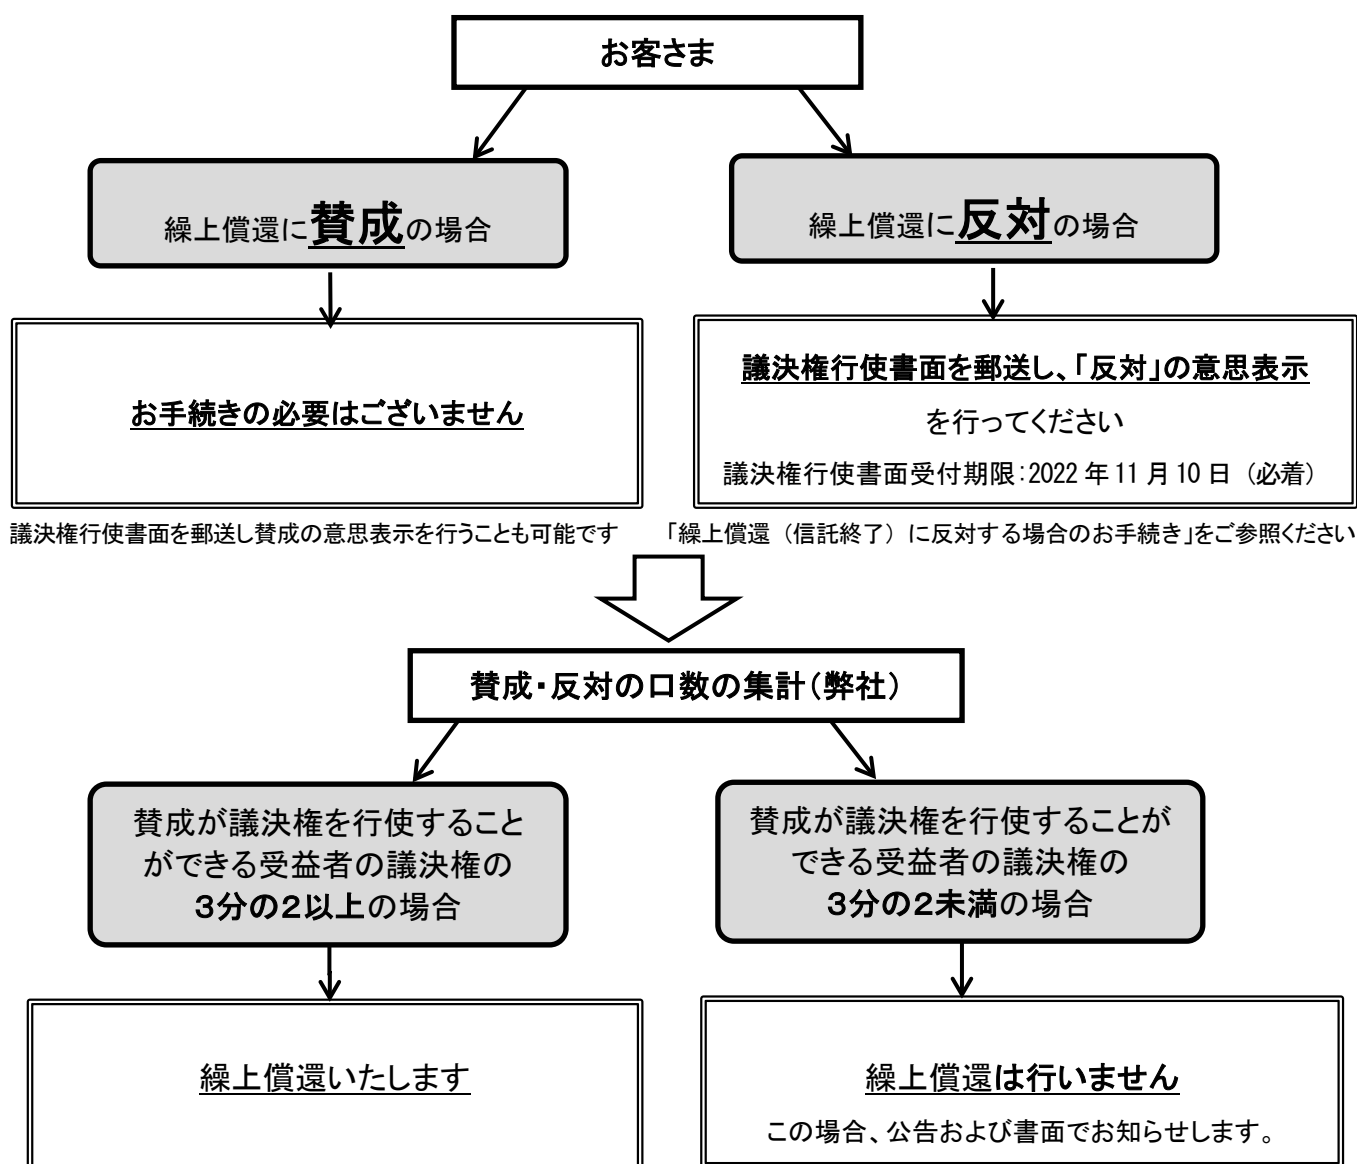 お客さま
繰上償還に賛成の場合
繰上償還に反対の場合
お手続きの必要はございません
議決権行使書面を郵送し、「反対」の意思表示
を行ってください
議決権行使書面受付期限：2022 年 11 月 10 日（必着）
議決権行使書面を郵送し賛成の意思表示を行うことも可能です
「繰上償還（信託終了）に反対する場合のお手続き」をご参照ください
賛成・反対の口数の集計（弊社）
賛成が議決権を行使すること
ができる受益者の議決権の
３分の２以上の場合
賛成が議決権を行使することが
できる受益者の議決権の
３分の２未満の場合
繰上償還いたします
繰上償還は行いません
この場合、公告および書面でお知らせします。